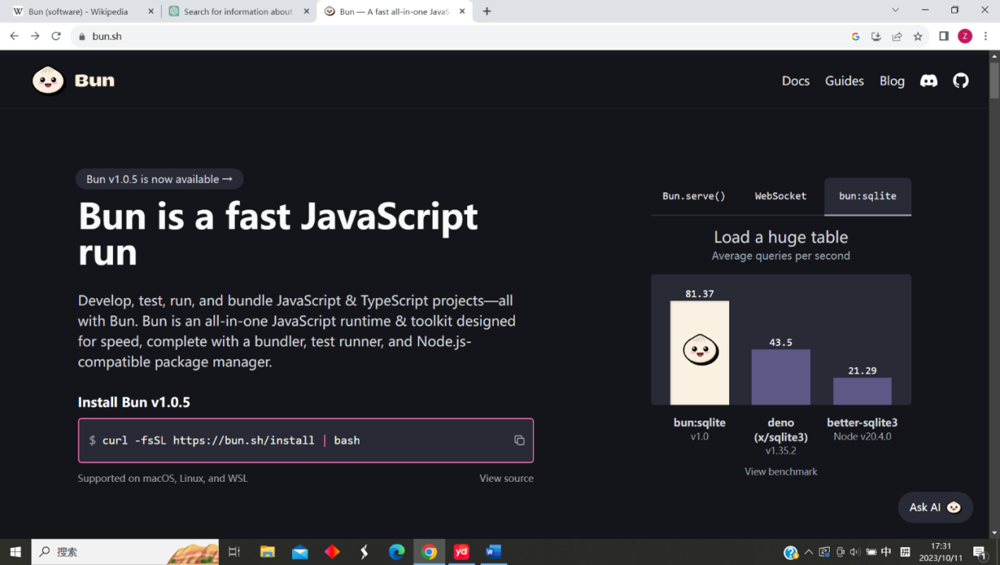 Bun (software) - Wikipedia
Search for information about
Bun — A fast all-in-one JavaS
bun.sh
Z
Bun
Docs
Guides
Blog
Bun v1.0.5 is now available →
Bun is a fast JavaScript
run
Develop, test, run, and bundle JavaScript & TypeScript projects—all
with Bun. Bun is an all-in-one JavaScript runtime & toolkit designed
for speed, complete with a bundler, test runner, and Node.js-
compatible package manager.
Install Bun v1.0.5
$ curl -fsSL https://bun.sh/install | bash
Supported on macOS, Linux, and WSL
View source
Bun.serve()
WebSocket
bun:sqlite
Load a huge table
Average queries per second
81.37
43.5
21.29
bun:sqlite
v1.0
deno
(x/sqlite3)
v1.35.2
better-sqlite3
Node v20.4.0
View benchmark
Ask AI
搜索
yd
中
拼
17:31
2023/10/11
1